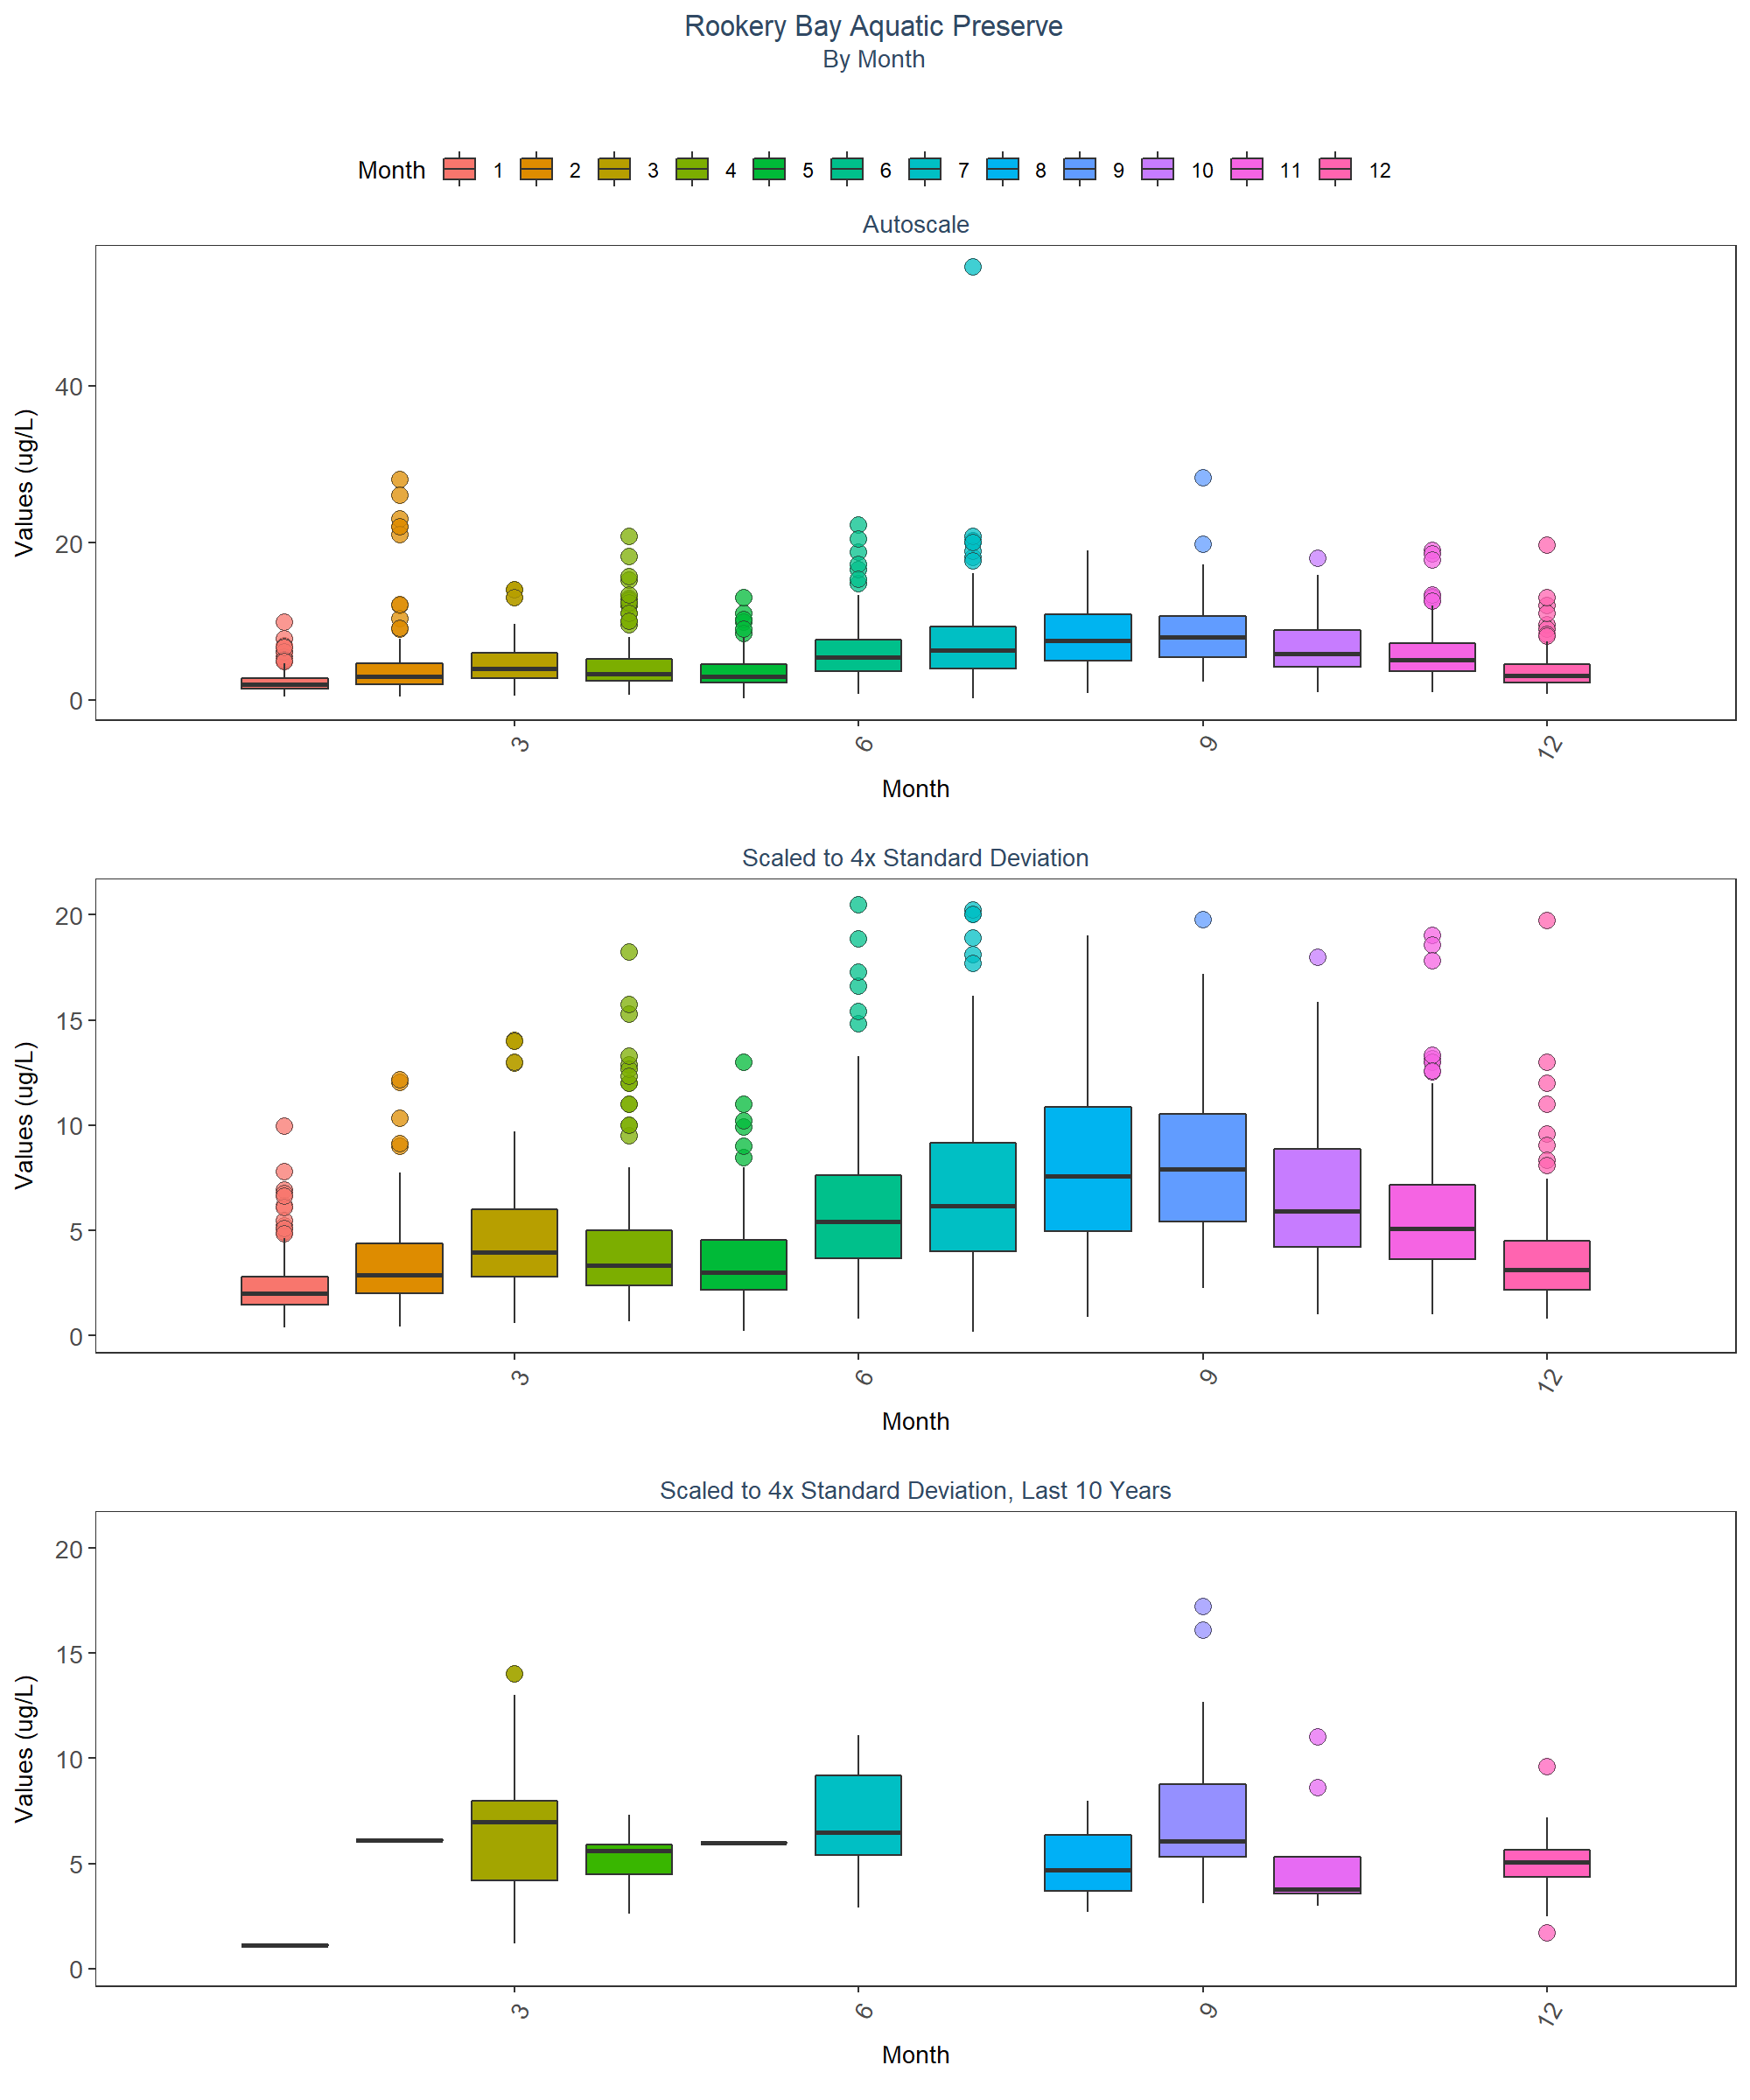 Rookery Bay Aquatic Preserve
By Month
Month 1 2 3 4 5 6 7 8 9 10 11 12
Autoscale
Values (ug/L)
40
20
0
3 6 9 12
Month
Scaled to 4x Standard Deviation
Values (ug/L)
20
15
10
5
0
3 6 9 12
Month
Scaled to 4x Standard Deviation, Last 10 Years
Values (ug/L)
20
15
10
5
0
3 6 9 12
Month